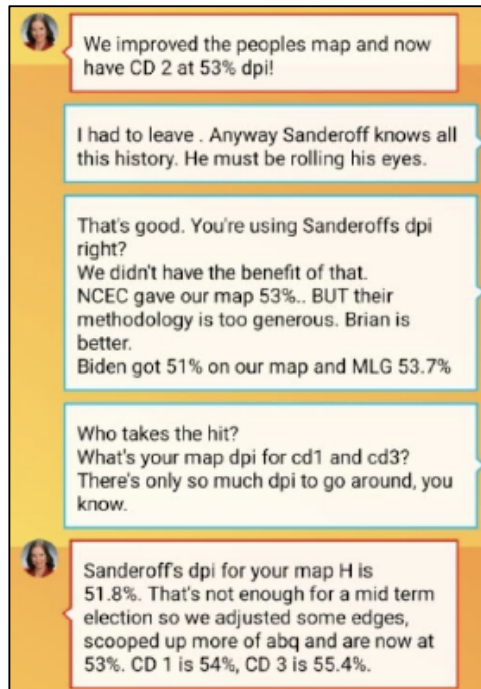 We improved the peoples map and now
have CD 2 at 53% dpi!
I had to leave . Anyway Sanderoff knows all
this history. He must be rolling his eyes.
That's good. You're using Sanderoffs dpi
right?
We didn't have the benefit of that.
NCEC gave our map 53%.. BUT their
methodology is too generous. Brian is
better.
Biden got 51% on our map and MLG 53.7%
Who takes the hit?
What's your map dpi for cd1 and cd3?
There's only so much dpi to go around, you
know.
Sanderoff's dpi for your map H is
51.8%. That's not enough for a mid term
election so we adjusted some edges,
scooped up more of abq and are now at
53%. CD 1 is 54%, CD 3 is 55.4%.